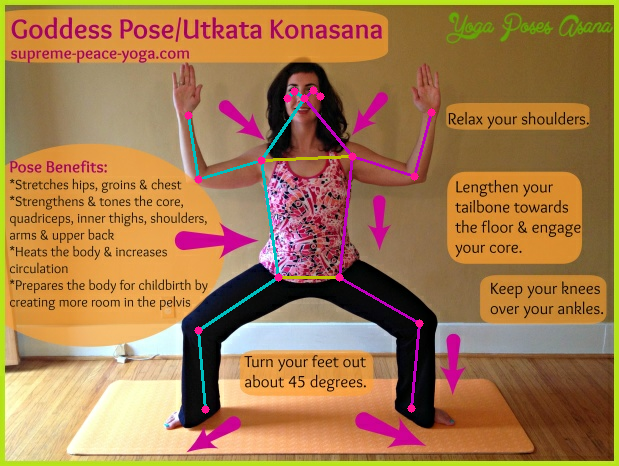 Goddess Pose/Utkata Konasana
supreme-peace-yoga.com
Yoga Poses Asana
Relax your shoulders.
Pose Benefits:
*Stretches hips, groins & chest
*Strengthens & tones the core,
quadriceps, inner thighs, shoulders,
arms & upper back
*Heats the body & increases
circulation
*Prepares the body for childbirth by
creating more room in the pelvis
Lengthen your
tailbone towards
the floor & engage
your core.
Keep your knees
over your ankles.
Turn your feet out
about 45 degrees.